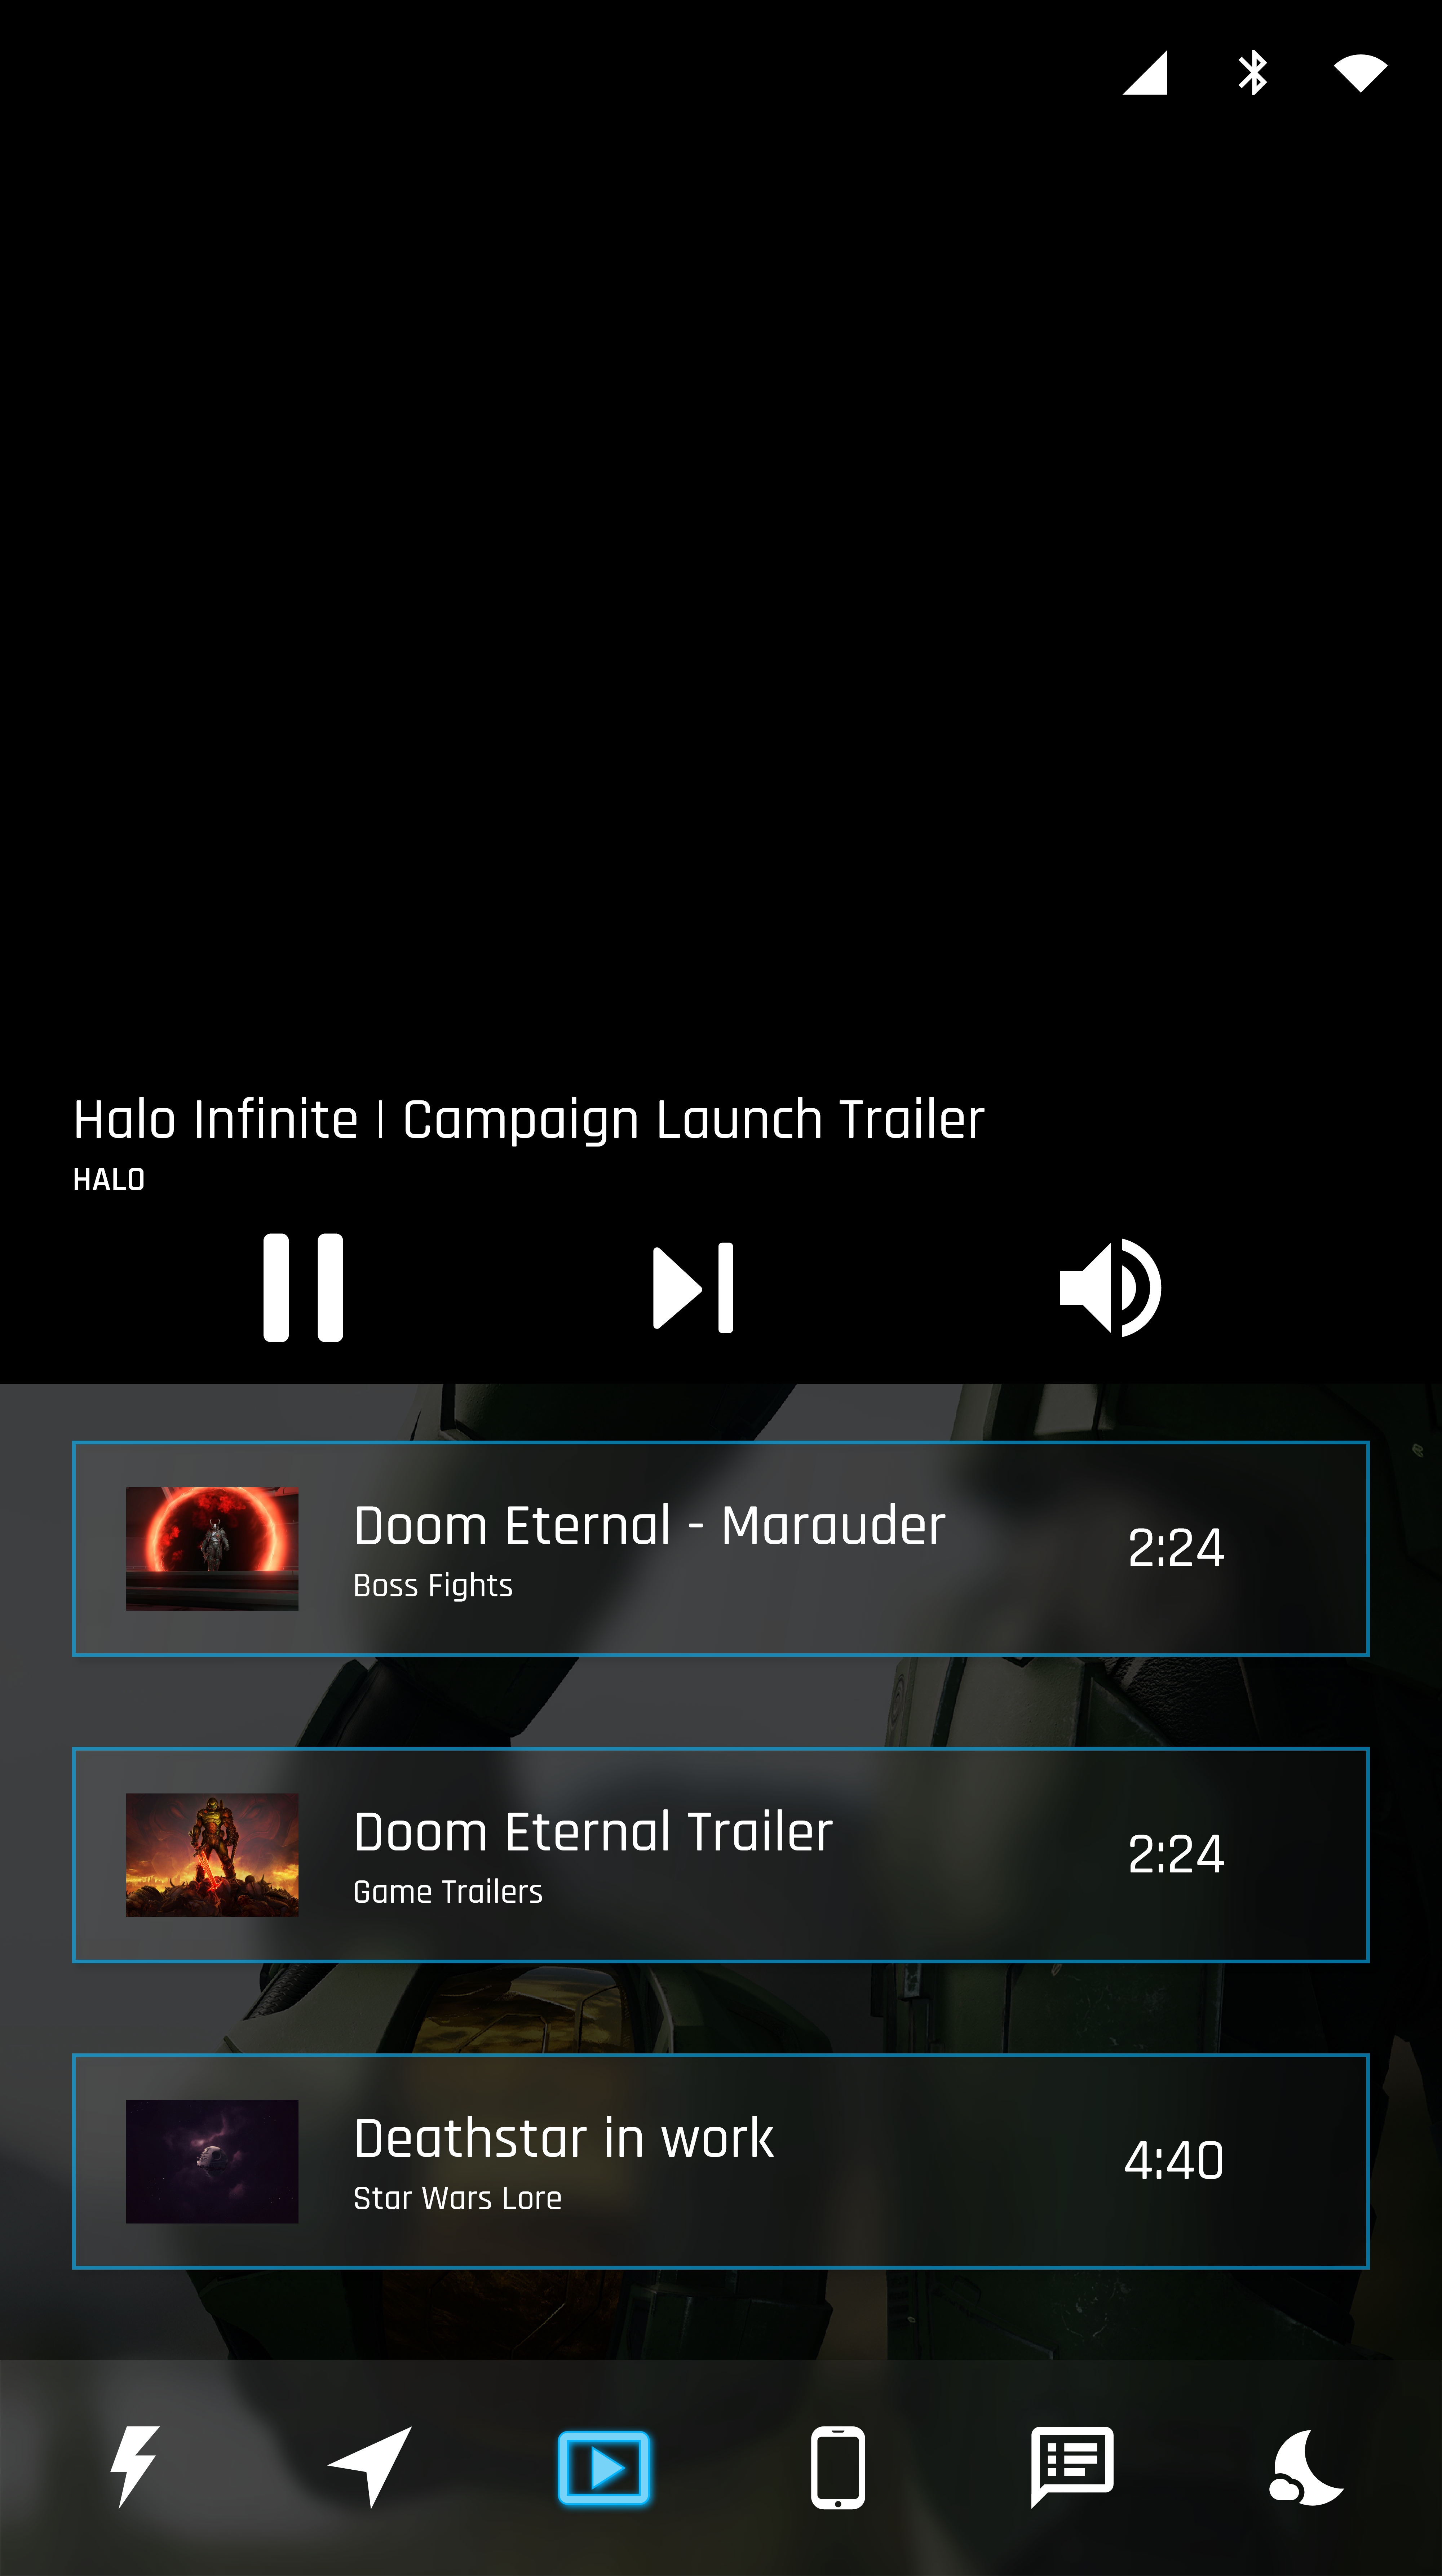 Halo Infinite | Campaign Launch Trailer
HALO
Doom Eternal - Marauder
Boss Fights
2:24
Doom Eternal Trailer
Game Trailers
2:24
Deathstar in work
Star Wars Lore
4:40